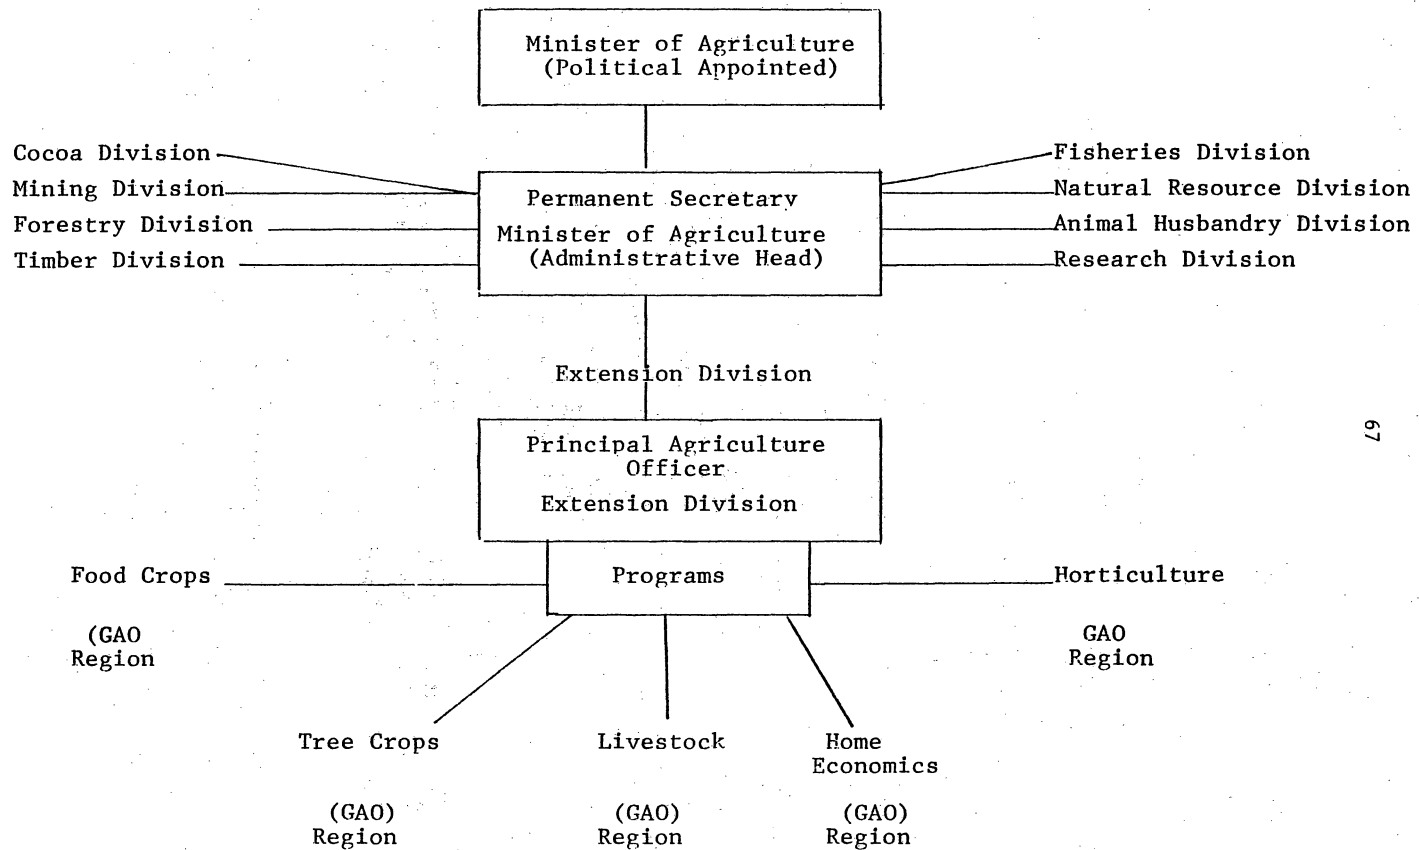 Minister of Agriculture
(Political Appointed)
Cocoa Division
Mining Division
Forestry Division
Timber Division
Permanent Secretary
Minister of Agriculture
(Administrative Head)
Fisheries Division
Natural Resource Division
Animal Husbandry Division
Research Division
Extension Division
Principal Agriculture
Officer
Extension Division
67
Food Crops
Programs
Horticulture
(GAO
Region
GAO
Region
Tree Crops
Livestock
Home
Economics
(GAO)
Region
(GAO)
Region
(GAO)
Region